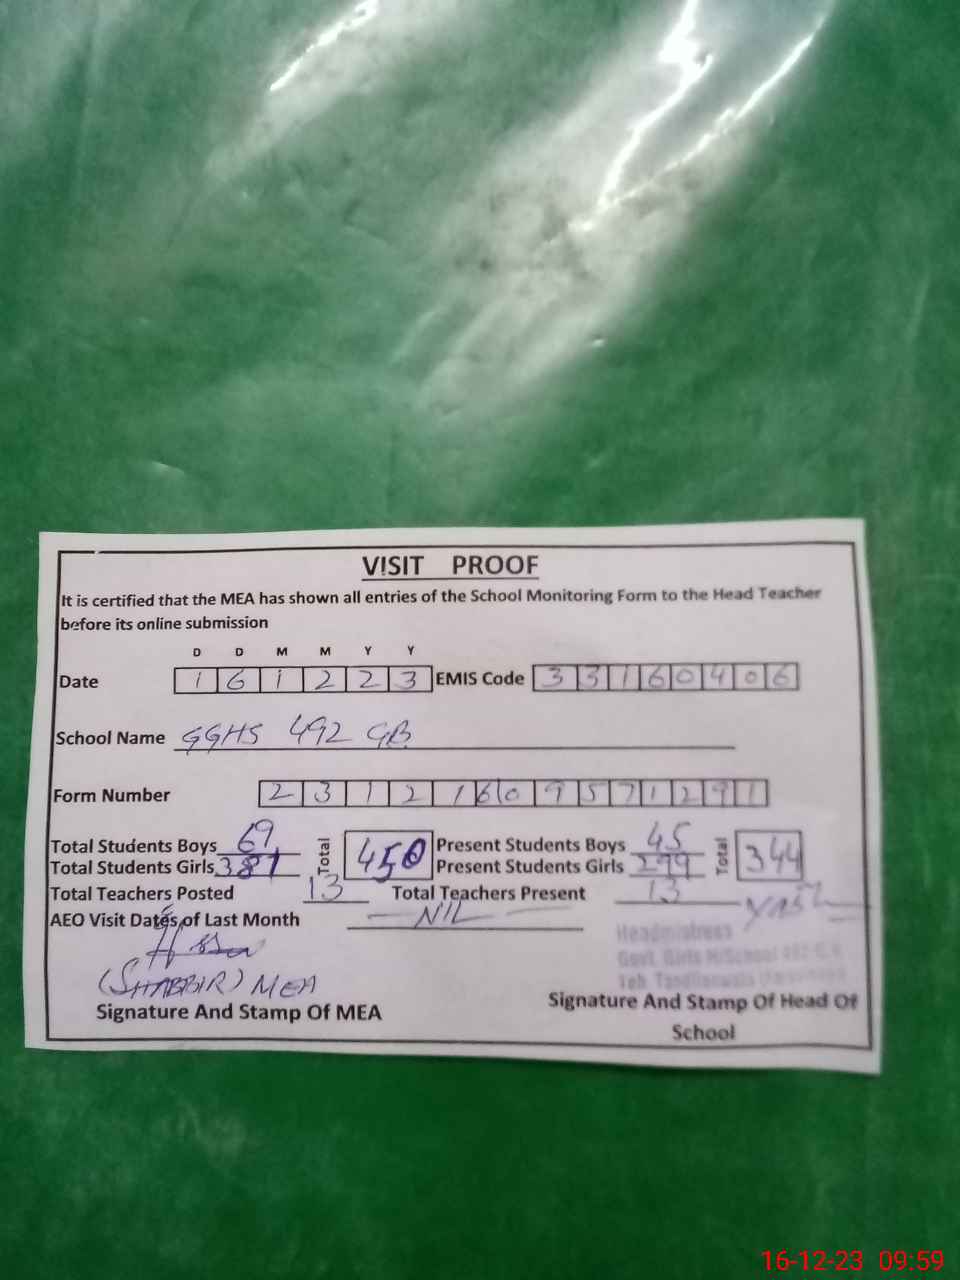 VISIT PROOF
It is certified that the MEA has shown all entries of the School Monitoring Form to the Head Teacher
before its online submission
D D M M Y Y
Date 1 6 1 2 2 3 EMIS Code 3 3 1 6 0 4 0 6
School Name GGHS 492 GB
Form Number 2 3 1 2 1 6 0 9 5 7 1 2 9 1
Total Students Boys 69 Total 450 Present Students Boys 45 Total 344
Total Students Girls 381 Present Students Girls 299
Total Teachers Posted 13 Total Teachers Present 13
AEO Visit Dates of Last Month NIL
Headmistress
Govt. Girls H/School 492 G.B
Teh. Tandlianwala
(SHABBIR) MEA
Signature And Stamp Of MEA
Signature And Stamp Of Head Of
School
16-12-23 09:59